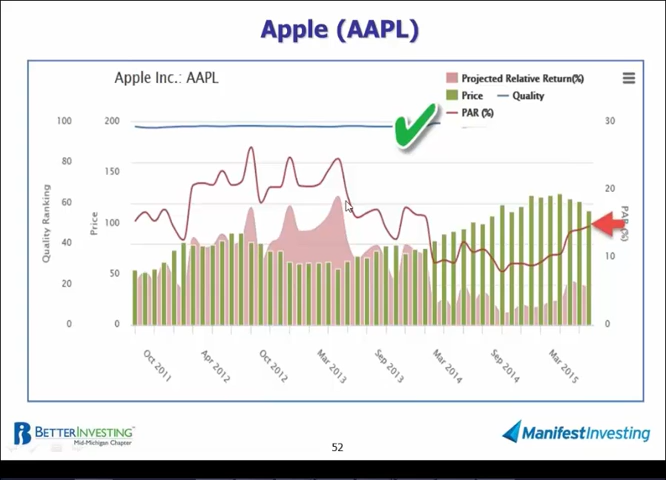 Apple (AAPL)
Apple Inc.: AAPL
Projected Relative Return(%)
Price
Quality
PAR (%)
100
200
30
80
150
60
20
100
40
10
50
20
0
0
0
Quality Ranking
Price
PAR (%)
Oct 2011
Apr 2012
Oct 2012
Mar 2013
Sep 2013
Mar 2014
Sep 2014
Mar 2015
BETTERINVESTING™
Mid-Michigan Chapter
52
ManifestInvesting